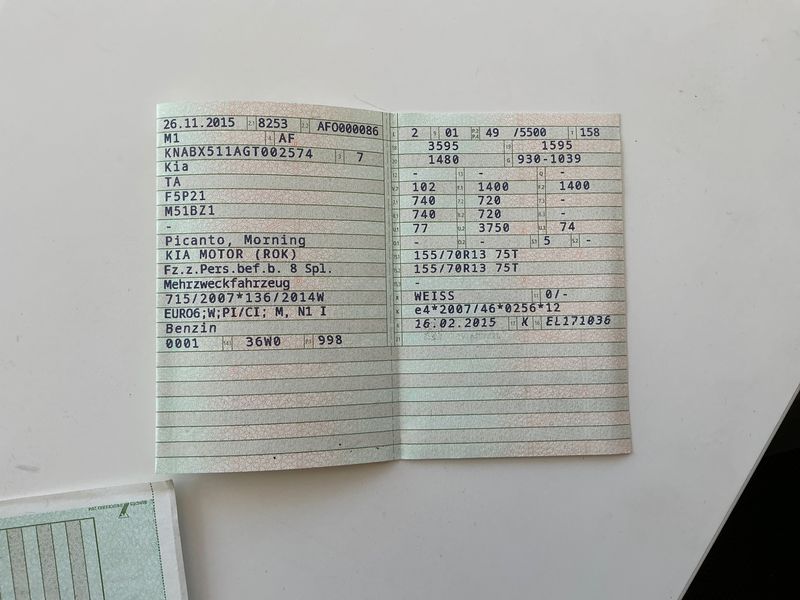 26.11.2015 8253 AFO000086
M1 AF
KNABX511AGT002574 7
Kia
TA
F5P21
M51BZ1
-
Picanto, Morning
KIA MOTOR (ROK)
Fz.z.Pers.bef.b. 8 Spl.
Mehrzweckfahrzeug
715/2007*136/2014W
EURO6;W;PI/CI; M, N1 I
Benzin
0001 36W0 998
2 01 49 /5500 158
3595 1595
1480 930-1039
- - -
102 1400 1400
740 720 -
740 720 -
77 3750 74
- - 5 -
155/70R13 75T
155/70R13 75T
-
WEISS 0/-
e4*2007/46*0256*12
16.02.2015 K EL171036